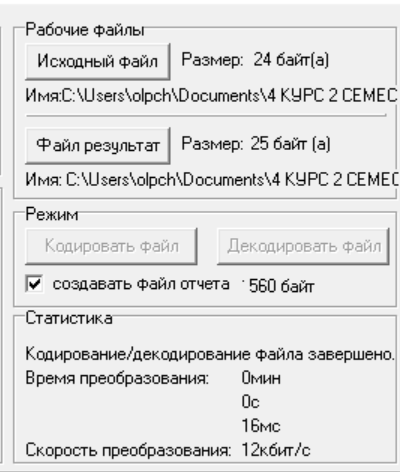 Рабочие файлы
Исходный файл Размер: 24 байт(а)
Имя:C:\Users\olpch\Documents\4 КУРС 2 СЕМЕС
Файл результат Размер: 25 байт (а)
Имя: C:\Users\olpch\Documents\4 КУРС 2 СЕМЕС
Режим
Кодировать файл Декодировать файл
создавать файл отчета 560 байт
Статистика
Кодирование/декодирование файла завершено.
Время преобразования: 0мин
0с
16мс
Скорость преобразования: 12кбит/с